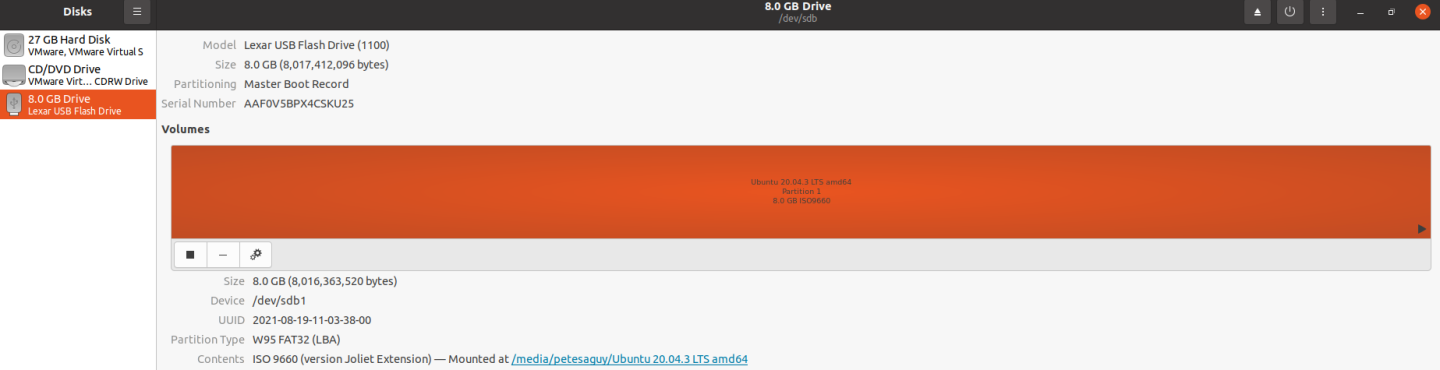 Disks
8.0 GB Drive
/dev/sdb
27 GB Hard Disk
VMware, VMware Virtual S
CD/DVD Drive
VMware Virt... CDRW Drive
8.0 GB Drive
Lexar USB Flash Drive
Model Lexar USB Flash Drive (1100)
Size 8.0 GB (8,017,412,096 bytes)
Partitioning Master Boot Record
Serial Number AAF0V5BPX4CSKU25
Volumes
Ubuntu 20.04.3 LTS amd64
Partition 1
8.0 GB ISO9660
Size 8.0 GB (8,016,363,520 bytes)
Device /dev/sdb1
UUID 2021-08-19-11-03-38-00
Partition Type W95 FAT32 (LBA)
Contents ISO 9660 (version Joliet Extension) — Mounted at /media/petesaguy/Ubuntu 20.04.3 LTS amd64